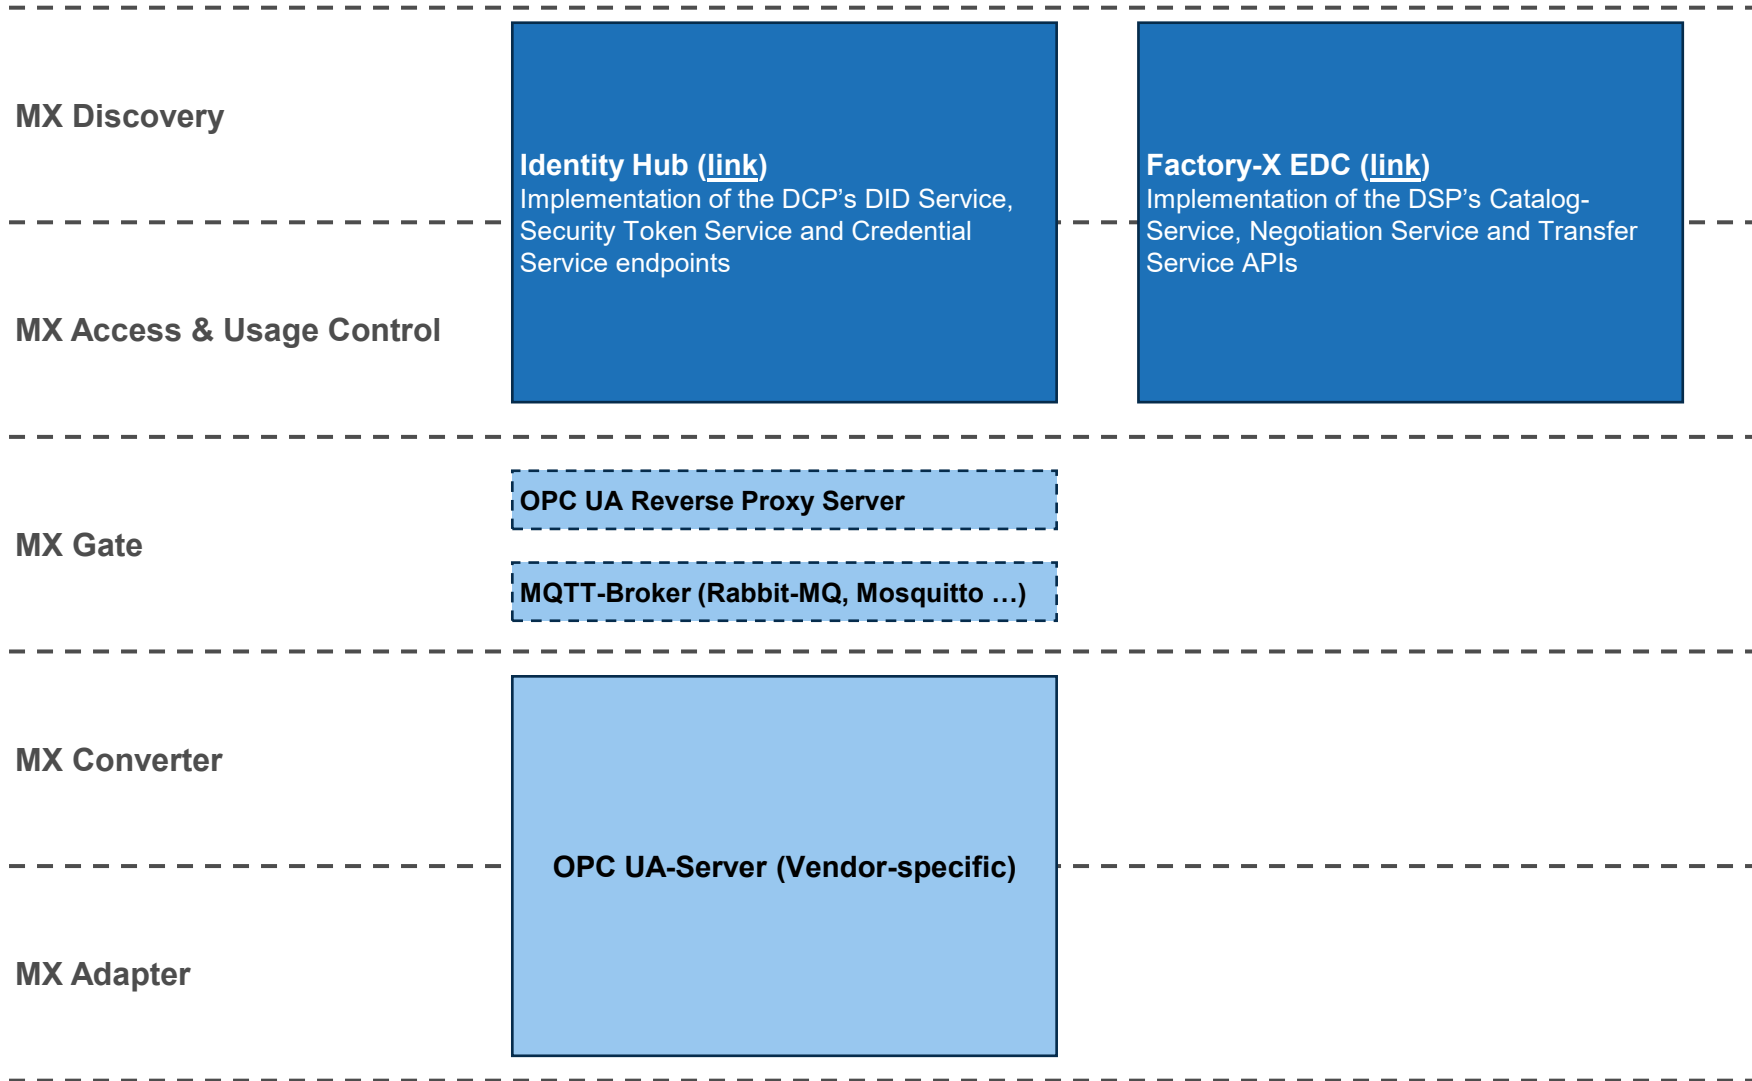 MX Discovery
Identity Hub (link)
Implementation of the DCP’s DID Service,
Security Token Service and Credential
Service endpoints
Factory-X EDC (link)
Implementation of the DSP’s Catalog-
Service, Negotiation Service and Transfer
Service APIs
MX Access & Usage Control
MX Gate
OPC UA Reverse Proxy Server
MQTT-Broker (Rabbit-MQ, Mosquitto …)
MX Converter
OPC UA-Server (Vendor-specific)
MX Adapter